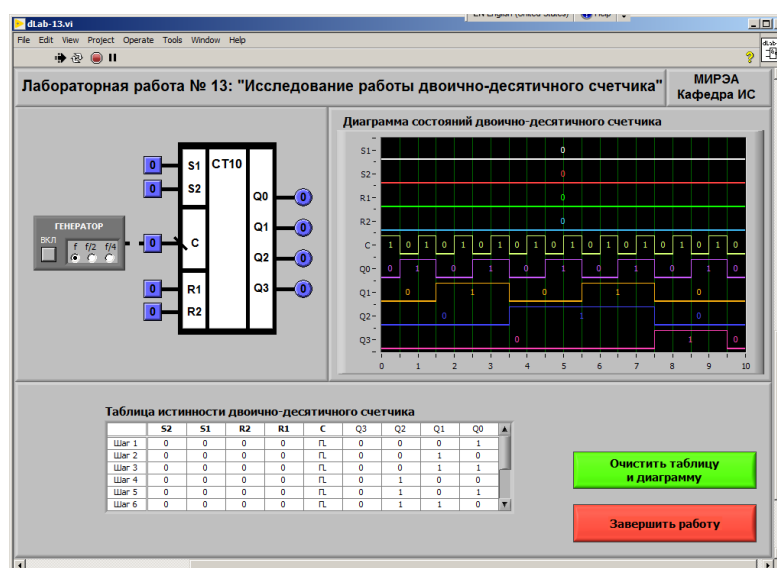 dLab-13.vi
EN English (United States) Help
File Edit View Project Operate Tools Window Help
Лабораторная работа № 13: "Исследование работы двоично-десятичного счетчика"
МИРЭА
Кафедра ИС
Диаграмма состояний двоично-десятичного счетчика
0 S1 CT10
0 S2
Q0 0
Q1 0
ГЕНЕРАТОР
ВКЛ f f/2 f/4
0 C
Q2 0
0 R1 Q3 0
0 R2
S1 0
S2 0
R1 0
R2 0
C 1 0 1 0 1 0 1 0 1 0 1 0 1 0 1 0 1 0 1 0
Q0 0 1 0 1 0 1 0 1 0 1 0
Q1 0 1 0 1 0
Q2 0 1 0
Q3 0 1 0
0 1 2 3 4 5 6 7 8 9 10
Таблица истинности двоично-десятичного счетчика
S2 S1 R2 R1 C Q3 Q2 Q1 Q0
Шаг 1 0 0 0 0 0 0 0 1
Шаг 2 0 0 0 0 0 0 1 0
Шаг 3 0 0 0 0 0 0 1 1
Шаг 4 0 0 0 0 0 1 0 0
Шаг 5 0 0 0 0 0 1 0 1
Шаг 6 0 0 0 0 0 1 1 0
Очистить таблицу
и диаграмму
Завершить работу